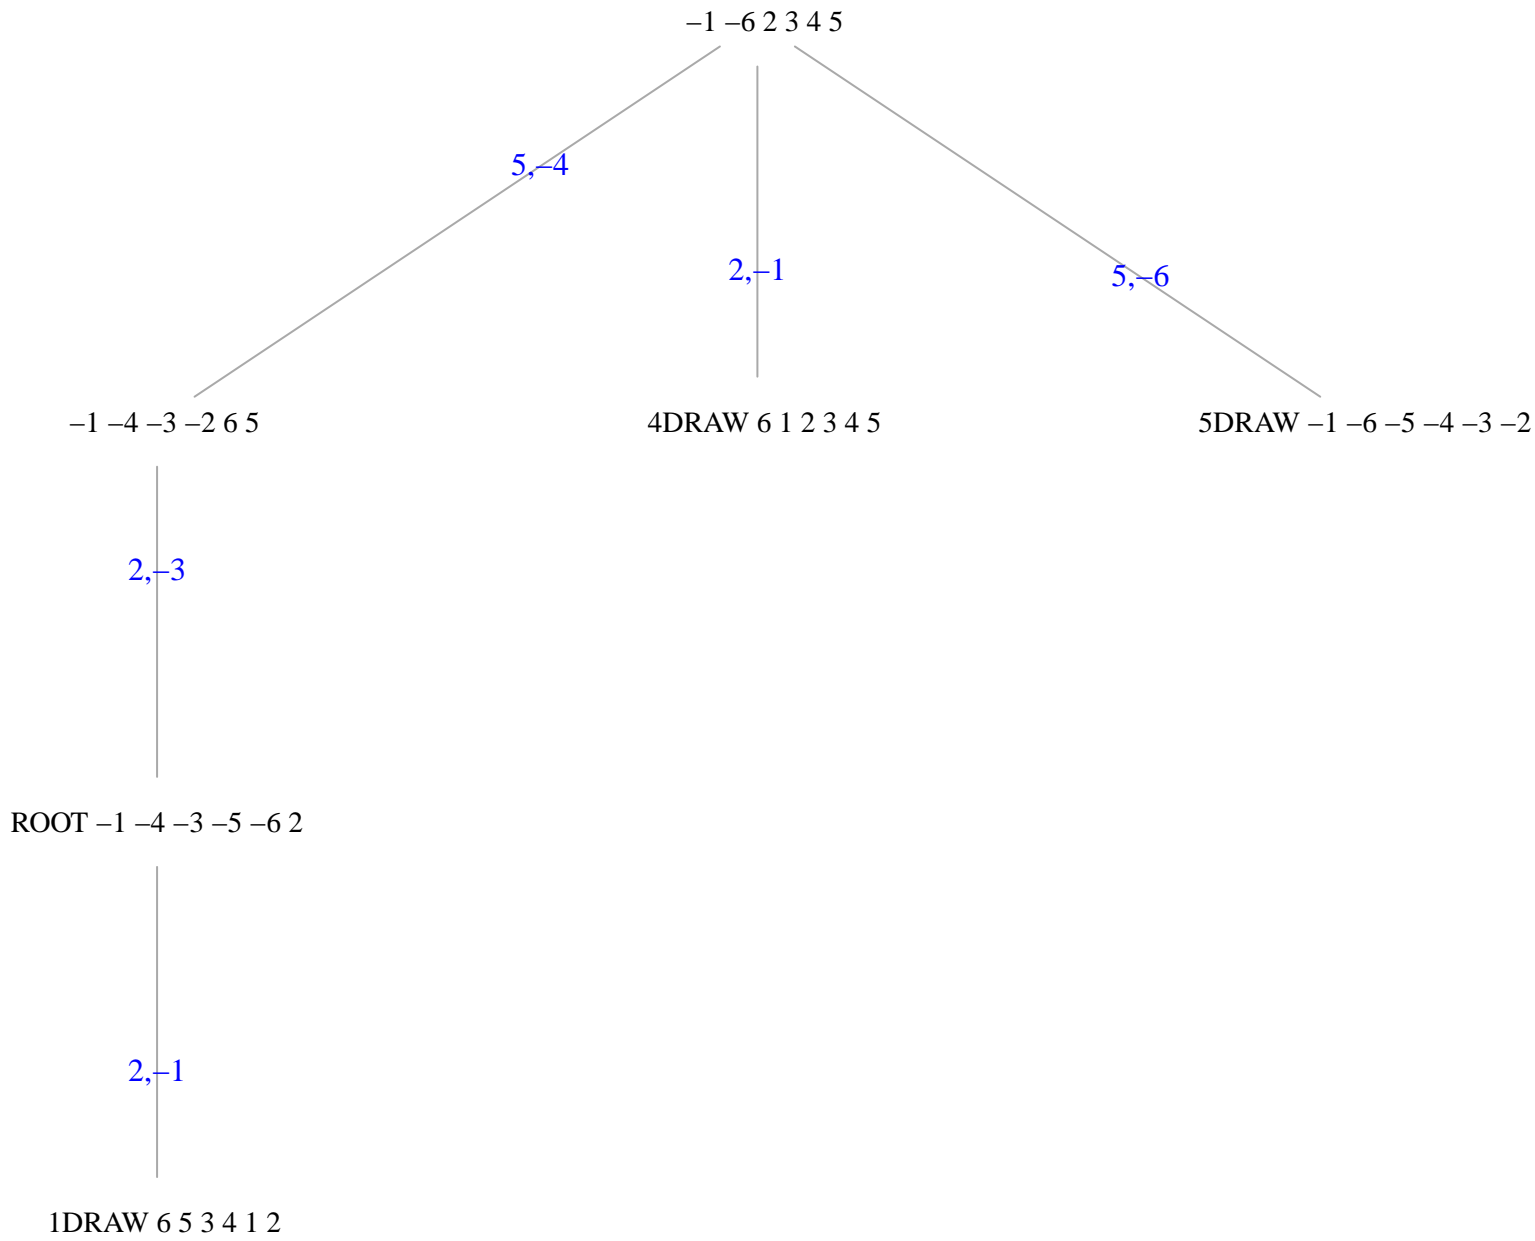 –1 –6 2 3 4 5
5,–4
2,–1
5,–6
–1 –4 –3 –2 6 5
4DRAW 6 1 2 3 4 5
5DRAW –1 –6 –5 –4 –3 –2
2,–3
ROOT –1 –4 –3 –5 –6 2
2,–1
1DRAW 6 5 3 4 1 2